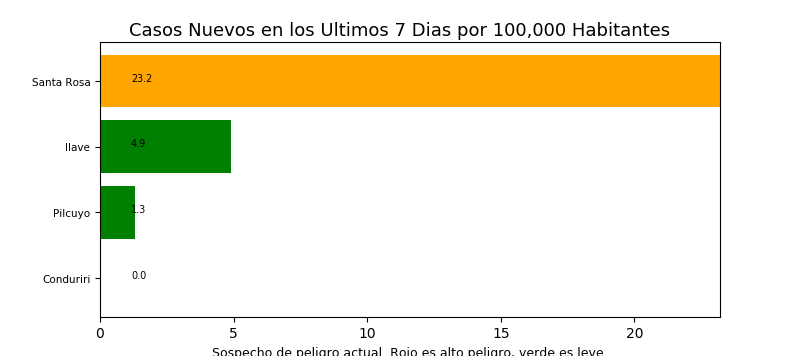 Casos Nuevos en los Ultimos 7 Dias por 100,000 Habitantes
Santa Rosa 23.2
Ilave 4.9
Pilcuyo 1.3
Conduriri 0.0
0 5 10 15 20
Sospecho de peligro actual. Rojo es alto peligro, verde es leve